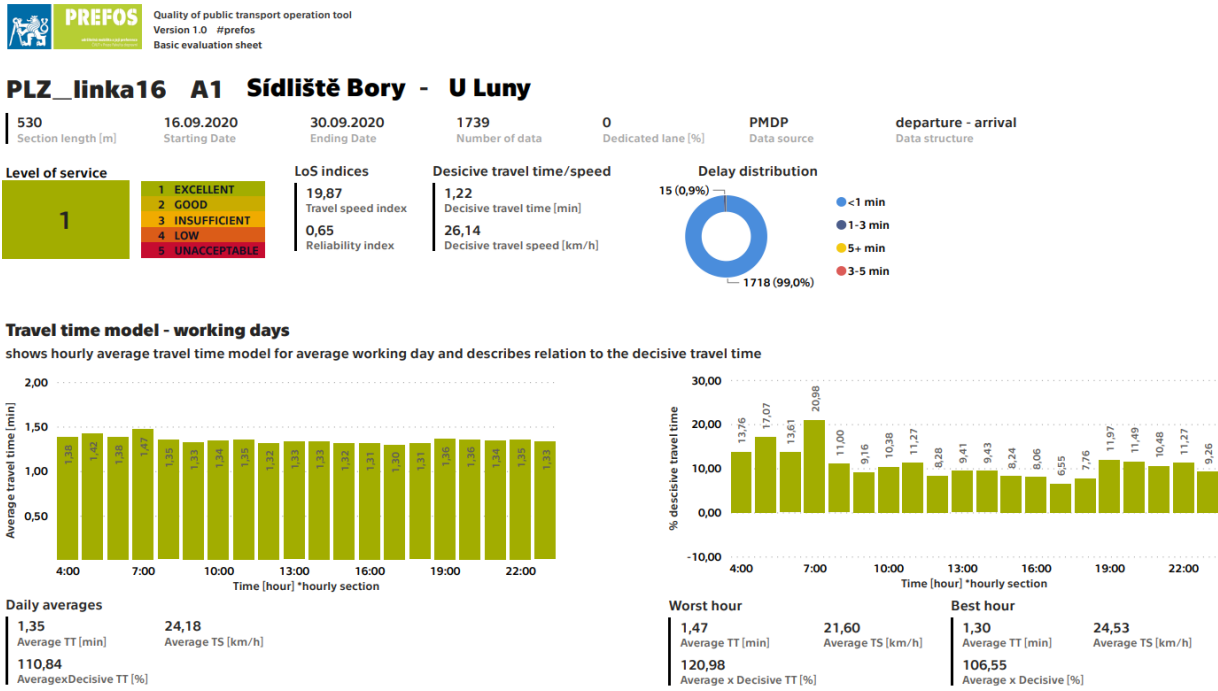 PREFOS
Quality of public transport operation tool
Version 1.0 #prefos
Basic evaluation sheet
PLZ_linka16 A1 Sídliště Bory - U Luny
530 16.09.2020 30.09.2020 1739 0 PMDP departure - arrival
Section length [m] Starting Date Ending Date Number of data Dedicated lane [%] Data source Data structure
Level of service
1
1 EXCELLENT
2 GOOD
3 INSUFFICIENT
4 LOW
5 UNACCEPTABLE
LoS indices
19,87
Travel speed index
0,65
Reliability index
Desicive travel time/speed
1,22
Decisive travel time [min]
26,14
Decisive travel speed [km/h]
Delay distribution
15 (0,9%)
1718 (99,0%)
<1 min
1-3 min
5+ min
3-5 min
Travel time model - working days
shows hourly average travel time model for average working day and describes relation to the decisive travel time
Average travel time [min]
2,00
1,50
1,00
0,50
1,38 1,42 1,38 1,47 1,35 1,33 1,34 1,35 1,32 1,33 1,33 1,32 1,31 1,30 1,31 1,36 1,36 1,34 1,35 1,33
4:00 7:00 10:00 13:00 16:00 19:00 22:00
Time [hour] *hourly section
% descisive travel time
30,00
20,00
10,00
0,00
-10,00
13,76 17,07 13,61 20,98 11,00 9,16 10,38 11,27 8,28 9,41 9,43 8,24 8,06 6,55 7,76 11,97 11,49 10,48 11,27 9,26
4:00 7:00 10:00 13:00 16:00 19:00 22:00
Time [hour] *hourly section
Daily averages
1,35 24,18
Average TT [min] Average TS [km/h]
110,84
AveragexDecisive TT [%]
Worst hour
1,47 21,60
Average TT [min] Average TS [km/h]
120,98
Average x Decisive TT [%]
Best hour
1,30 24,53
Average TT [min] Average TS [km/h]
106,55
Average x Decisive [%]